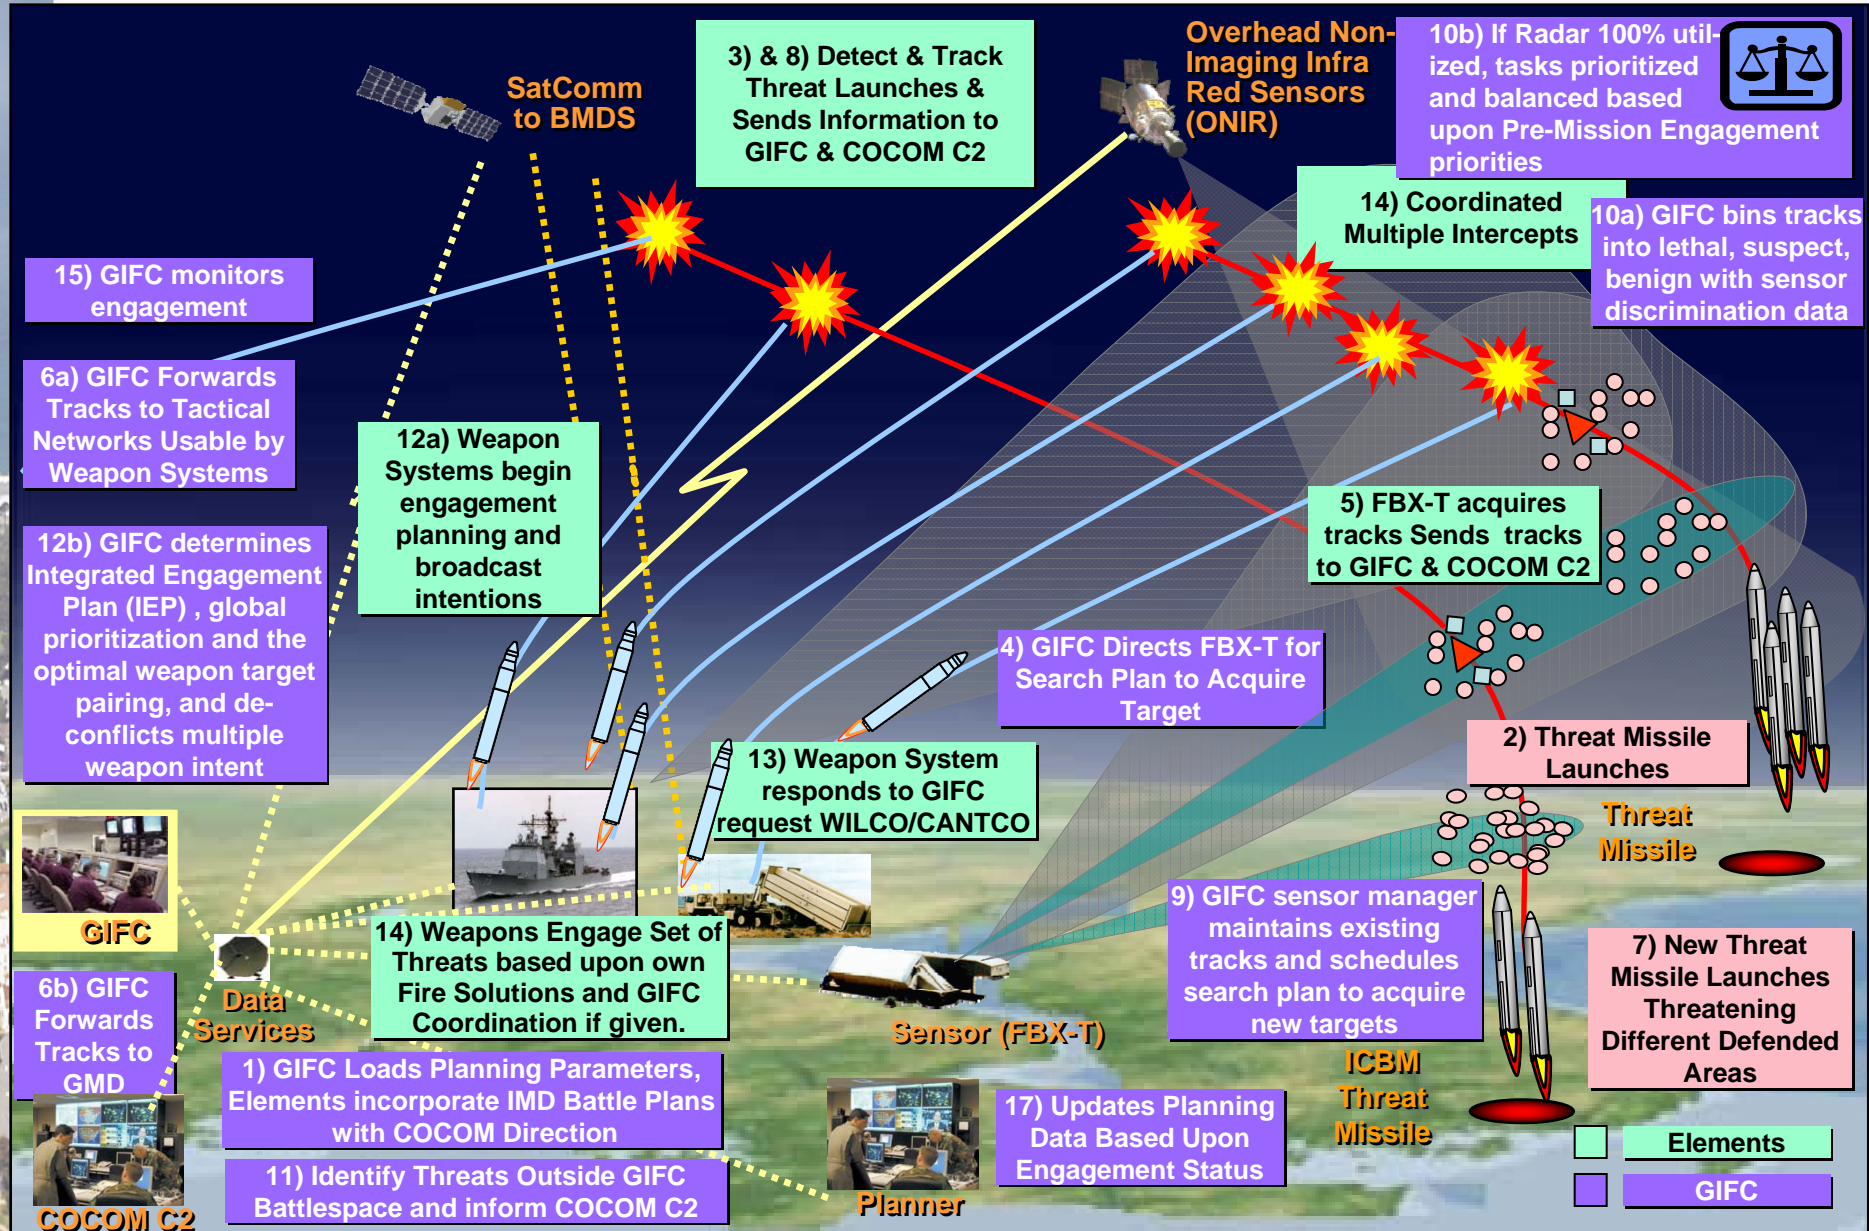 SatComm
to BMDS
3) & 8) Detect & Track
Threat Launches &
Sends Information to
GIFC & COCOM C2
Overhead Non-
Imaging Infra
Red Sensors
(ONIR)
10b) If Radar 100% util-
ized, tasks prioritized
and balanced based
upon Pre-Mission Engagement
priorities
14) Coordinated
Multiple Intercepts
10a) GIFC bins tracks
into lethal, suspect,
benign with sensor
discrimination data
15) GIFC monitors
engagement
6a) GIFC Forwards
Tracks to Tactical
Networks Usable by
Weapon Systems
12a) Weapon
Systems begin
engagement
planning and
broadcast
intentions
5) FBX-T acquires
tracks Sends tracks
to GIFC & COCOM C2
12b) GIFC determines
Integrated Engagement
Plan (IEP) , global
prioritization and the
optimal weapon target
pairing, and de-
conflicts multiple
weapon intent
4) GIFC Directs FBX-T for
Search Plan to Acquire
Target
2) Threat Missile
Launches
13) Weapon System
responds to GIFC
request WILCO/CANTCO
Threat
Missile
GIFC
9) GIFC sensor manager
maintains existing
tracks and schedules
search plan to acquire
new targets
14) Weapons Engage Set of
Threats based upon own
Fire Solutions and GIFC
Coordination if given.
7) New Threat
Missile Launches
Threatening
Different Defended
Areas
6b) GIFC
Forwards
Tracks to
GMD
Data
Services
Sensor (FBX-T)
ICBM
Threat
Missile
1) GIFC Loads Planning Parameters,
Elements incorporate IMD Battle Plans
with COCOM Direction
17) Updates Planning
Data Based Upon
Engagement Status
11) Identify Threats Outside GIFC
Battlespace and inform COCOM C2
Planner
COCOM C2
Elements
GIFC